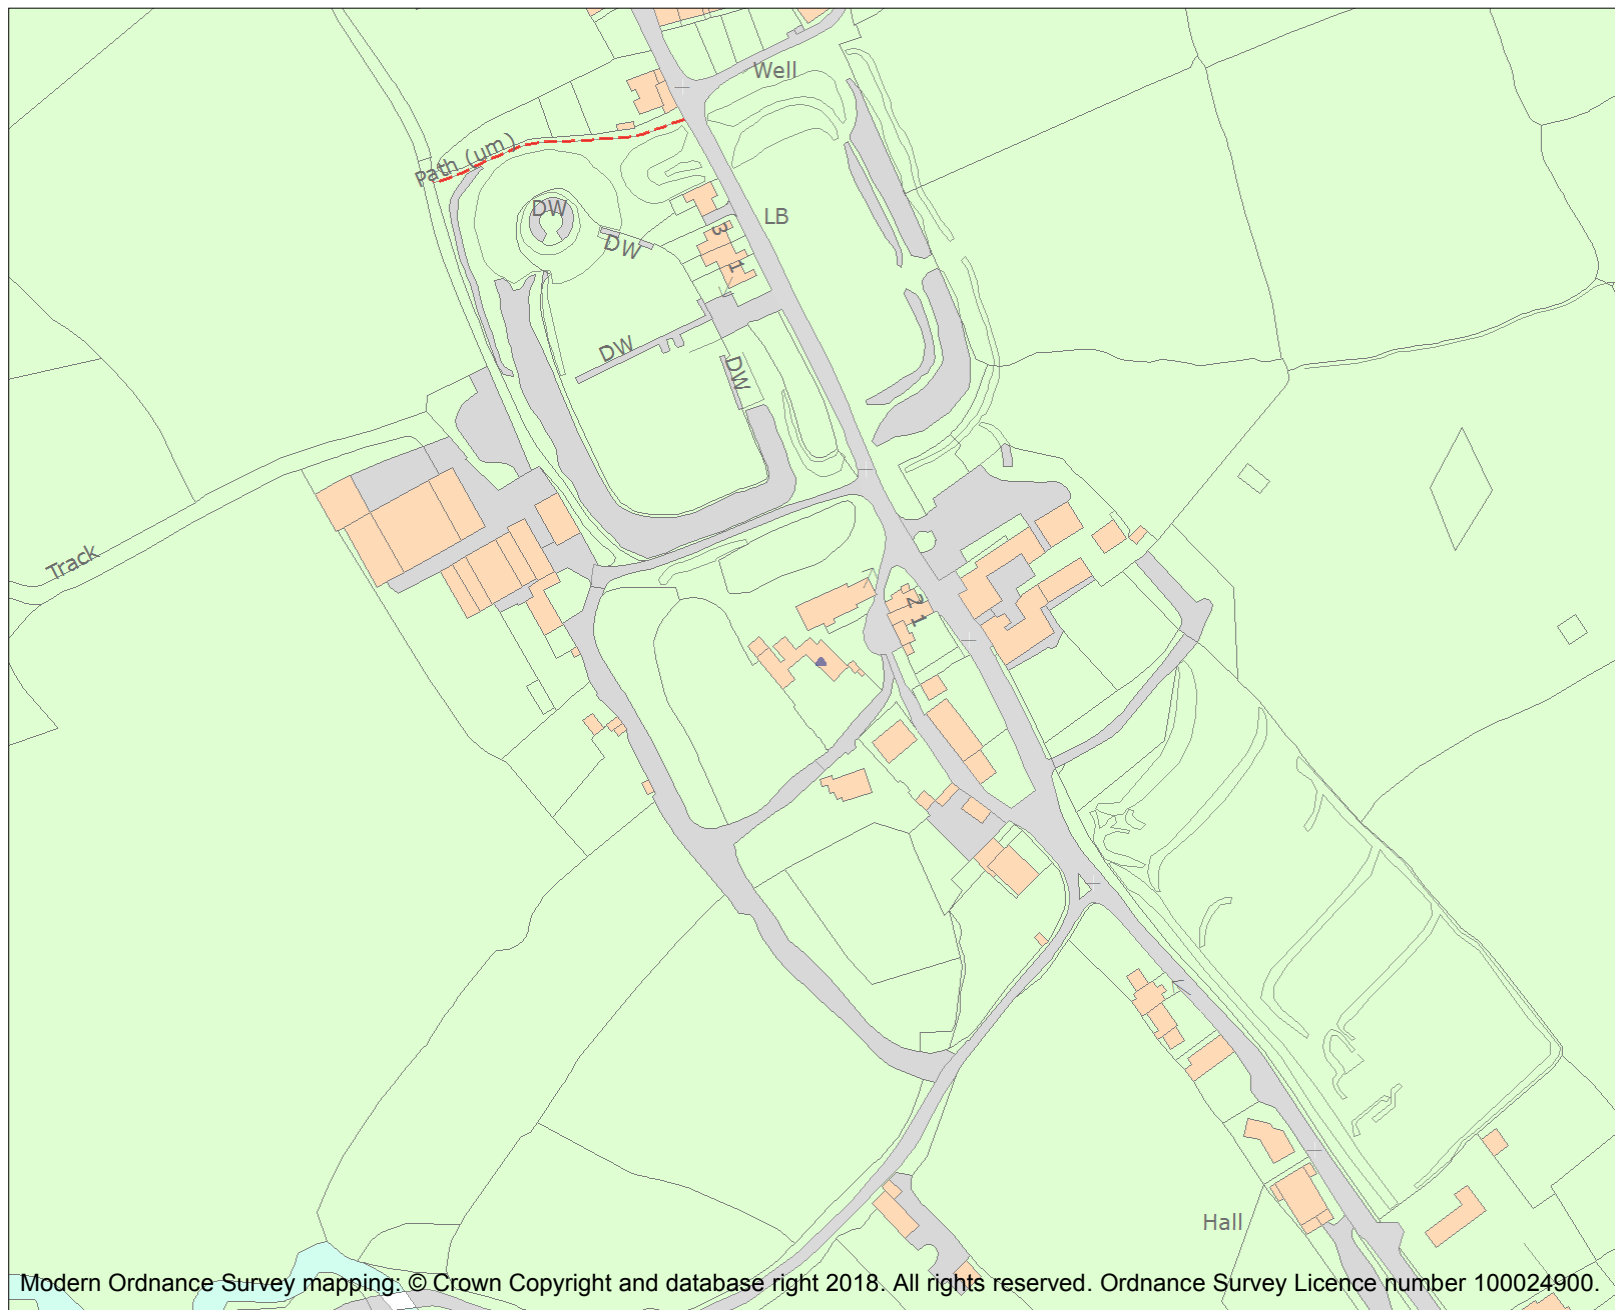 Well
Path (um)
DW
LB
3
DW
1
DW
DW
Track
2
1
Hall
Modern Ordnance Survey mapping: © Crown Copyright and database right 2018. All rights reserved. Ordnance Survey Licence number 100024900.